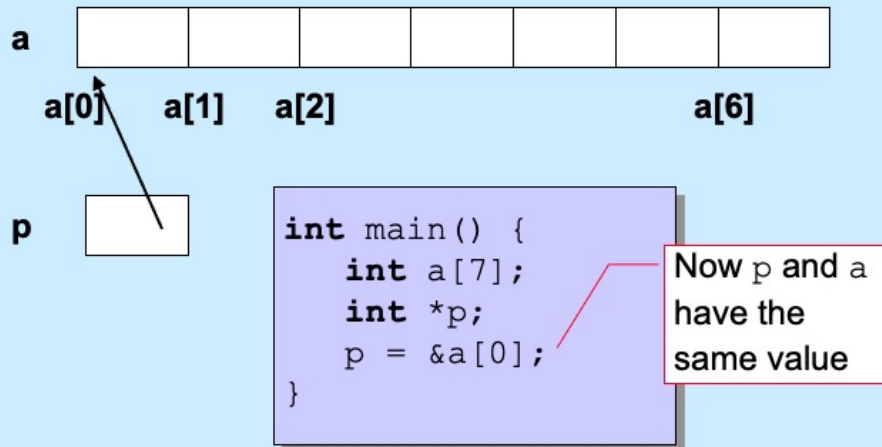 a
a[0] a[1] a[2] a[6]
p
int main() {
int a[7];
int *p;
p = &a[0];
}
Now p and a
have the
same value